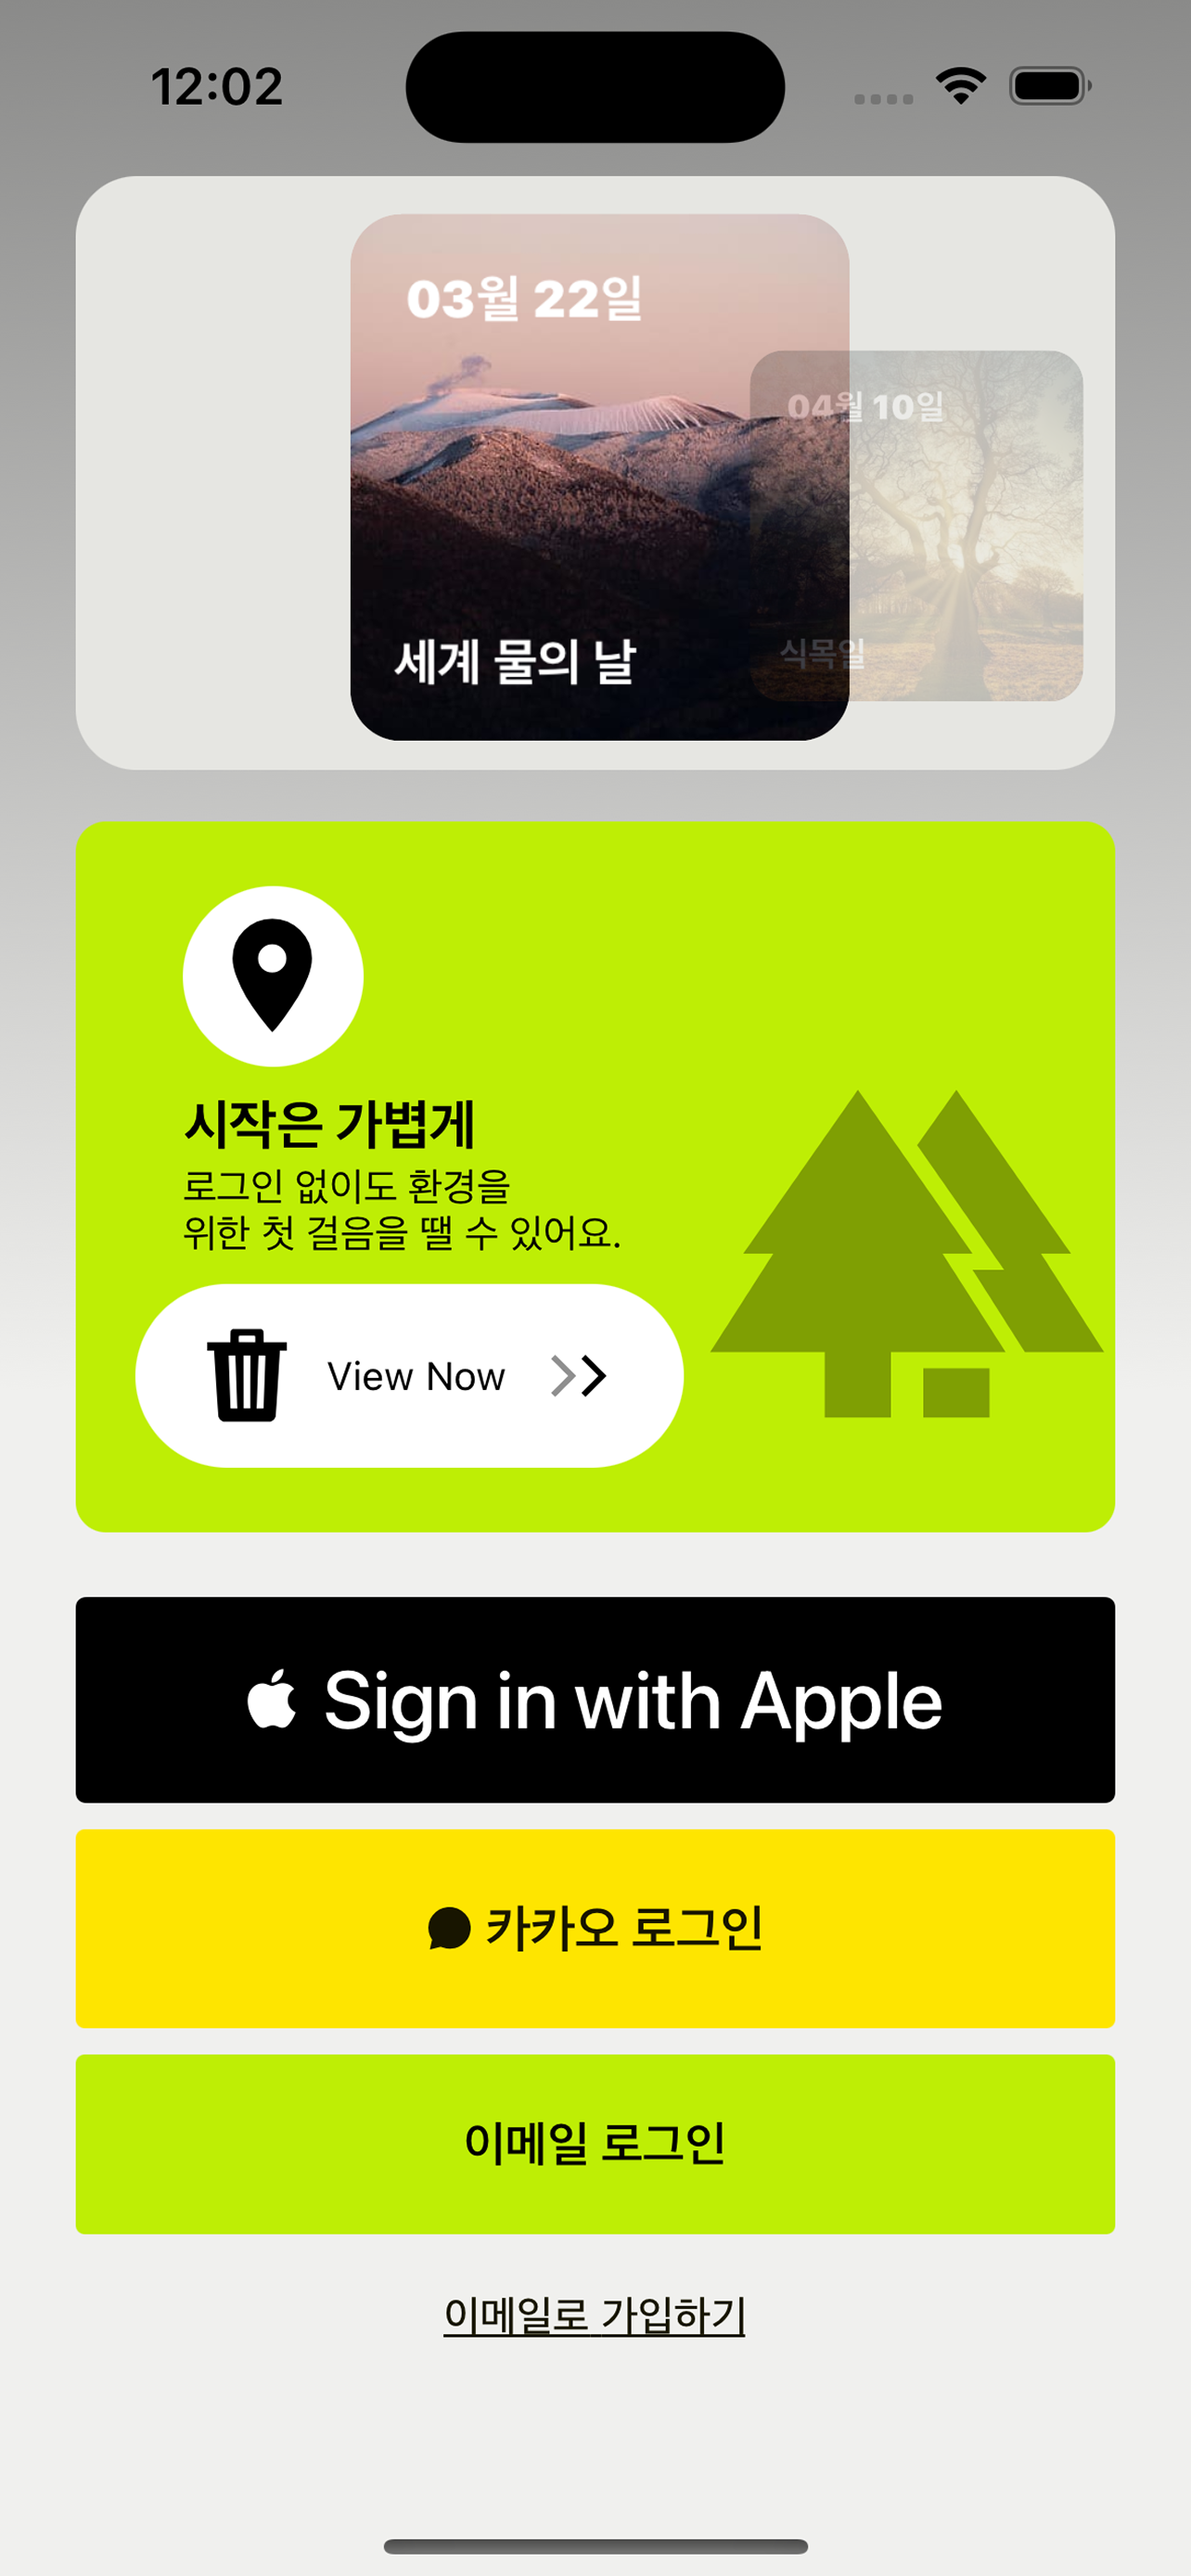 12:02
03월 22일
04월 10일
세계 물의 날
식목일
시작은 가볍게
로그인 없이도 환경을
위한 첫 걸음을 땔 수 있어요.
View Now
Sign in with Apple
카카오 로그인
이메일 로그인
이메일로 가입하기